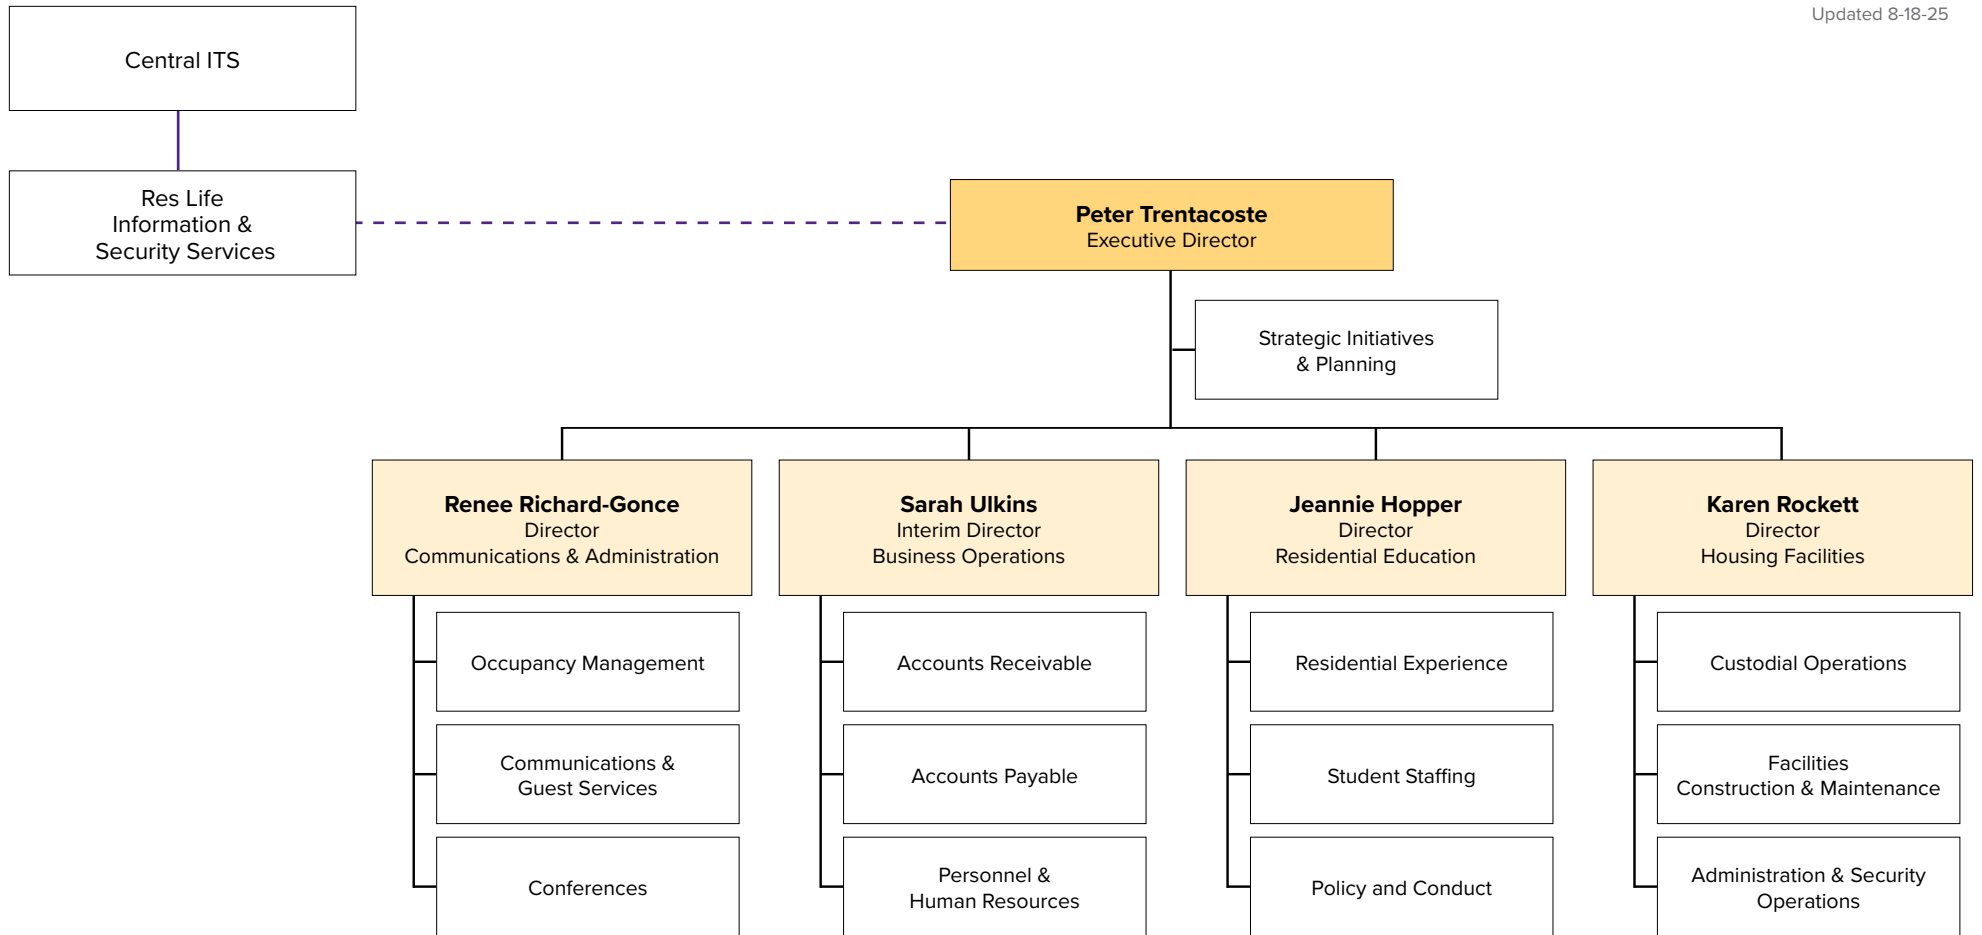 Updated 8-18-25
Central ITS
Res Life
Information &
Security Services
Peter Trentacoste
Executive Director
Strategic Initiatives
& Planning
Renee Richard-Gonce
Director
Communications & Administration
Occupancy Management
Communications &
Guest Services
Conferences
Sarah Ulkins
Interim Director
Business Operations
Accounts Receivable
Accounts Payable
Personnel &
Human Resources
Jeannie Hopper
Director
Residential Education
Residential Experience
Student Staffing
Policy and Conduct
Karen Rockett
Director
Housing Facilities
Custodial Operations
Facilities
Construction & Maintenance
Administration & Security
Operations